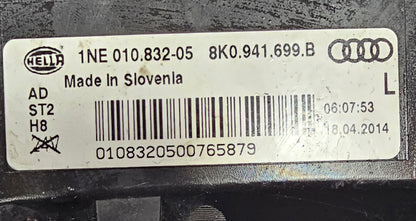 HELLA 1NE 010.832-05 8K0.941.699.B
Made In Slovenia L
AD
ST2 06:07:53
H8 18.04.2014
0108320500765879